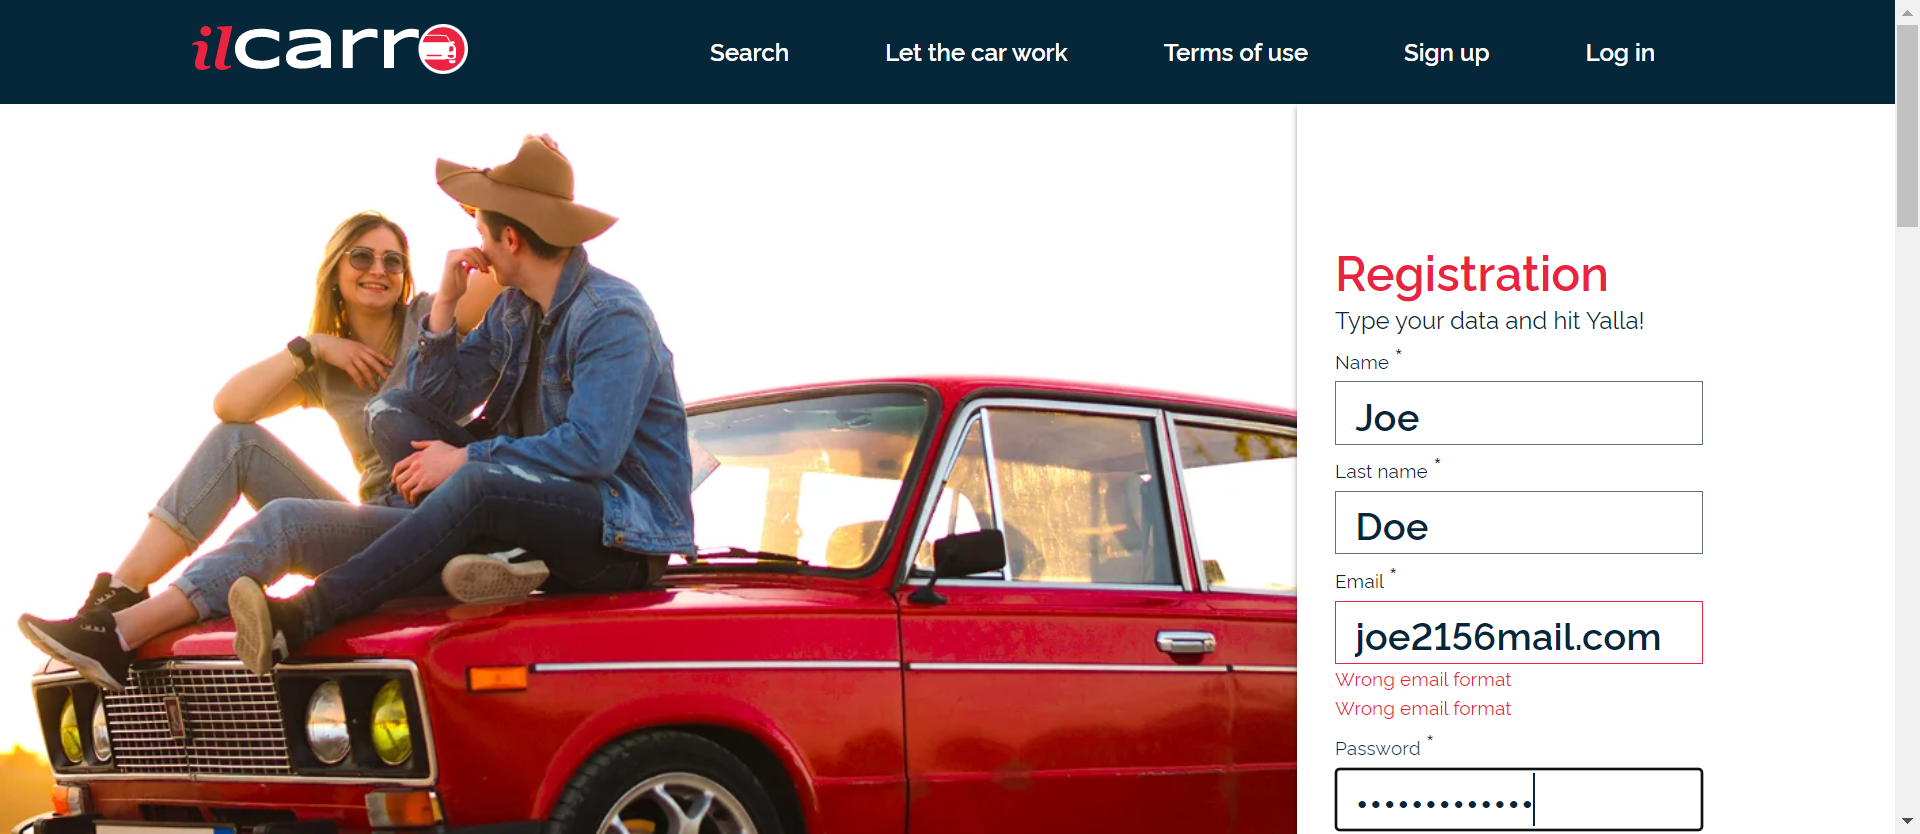 ilcarro
Search
Let the car work
Terms of use
Sign up
Log in
Registration
Type your data and hit Yalla!
Name *
Joe
Last name *
Doe
Email *
joe2156mail.com
Wrong email format
Wrong email format
Password *
•••••••••••••